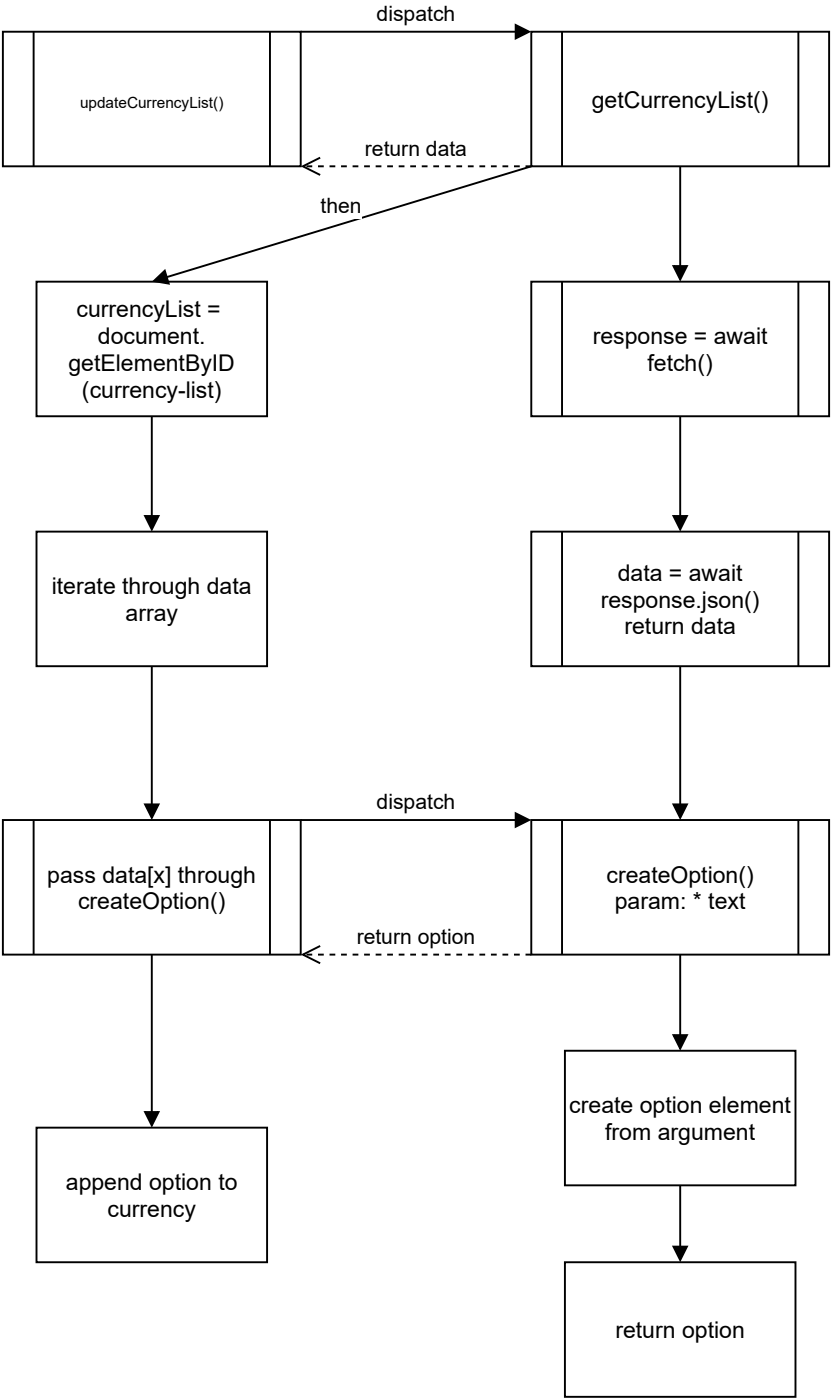 dispatch
updateCurrencyList()
getCurrencyList()
return data
then
currencyList =
document.
getElementByID
(currency-list)
response = await
fetch()
iterate through data
array
data = await
response.json()
return data
dispatch
pass data[x] through
createOption()
createOption()
param: * text
return option
create option element
from argument
append option to
currency
return option